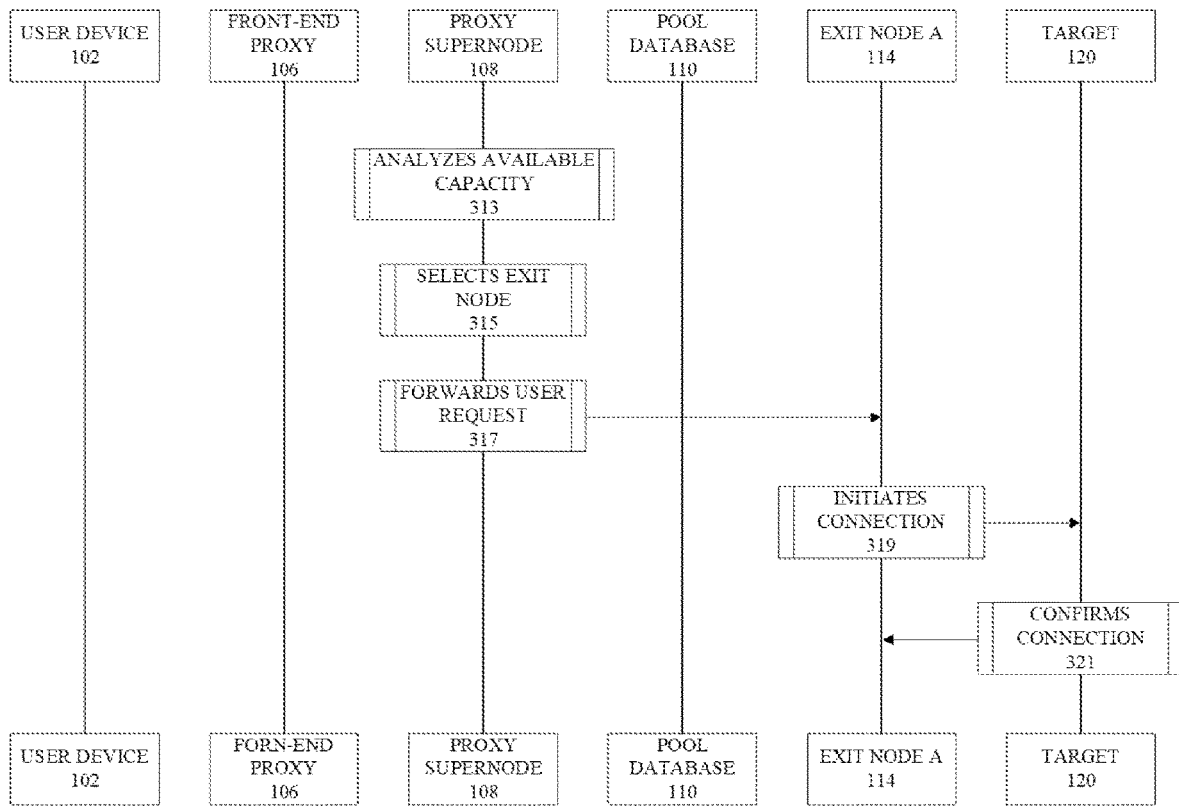 USER DEVICE
102
FRONT-END
PROXY
106
PROXY
SUPERNODE
108
POOL
DATABASE
110
EXIT NODE A
114
TARGET
120
ANALYZES AVAILABLE
CAPACITY
313
SELECTS EXIT
NODE
315
FORWARDS USER
REQUEST
317
INITIATES
CONNECTION
319
CONFIRMS
CONNECTION
321
USER DEVICE
102
FORN-END
PROXY
106
PROXY
SUPERNODE
108
POOL
DATABASE
110
EXIT NODE A
114
TARGET
120